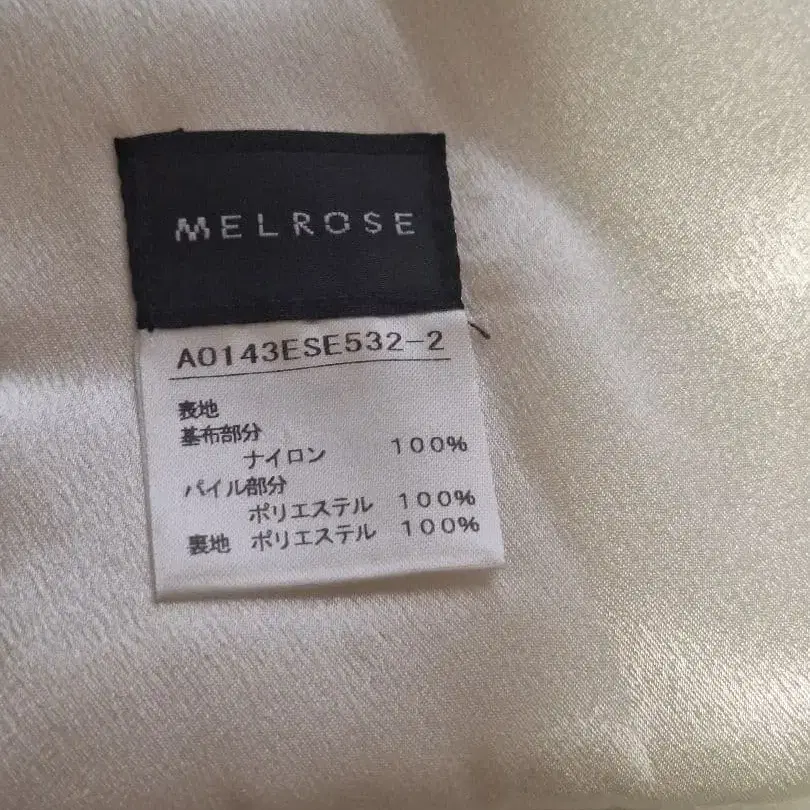 MELROSE
A0143ESE532-2
表地
基布部分
ナイロン 100%
パイル部分
ポリエステル 100%
裏地 ポリエステル 100%